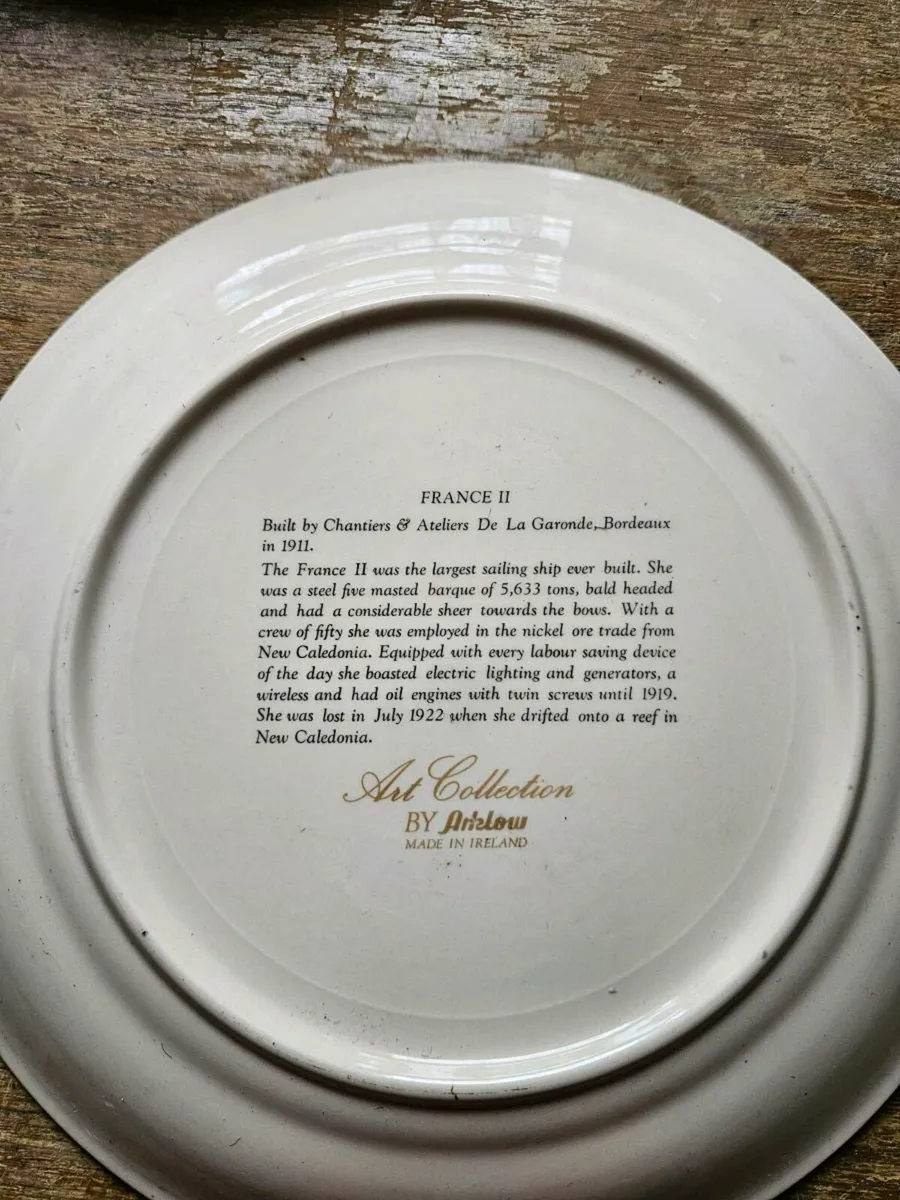 FRANCE II
Built by Chantiers & Ateliers De La Garonde, Bordeaux
in 1911.
The France II was the largest sailing ship ever built. She
was a steel five masted barque of 5,633 tons, bald headed
and had a considerable sheer towards the bows. With a
crew of fifty she was employed in the nickel ore trade from
New Caledonia. Equipped with every labour saving device
of the day she boasted electric lighting and generators, a
wireless and had oil engines with twin screws until 1919.
She was lost in July 1922 when she drifted onto a reef in
New Caledonia.
Art Collection
BY Arklow
MADE IN IRELAND